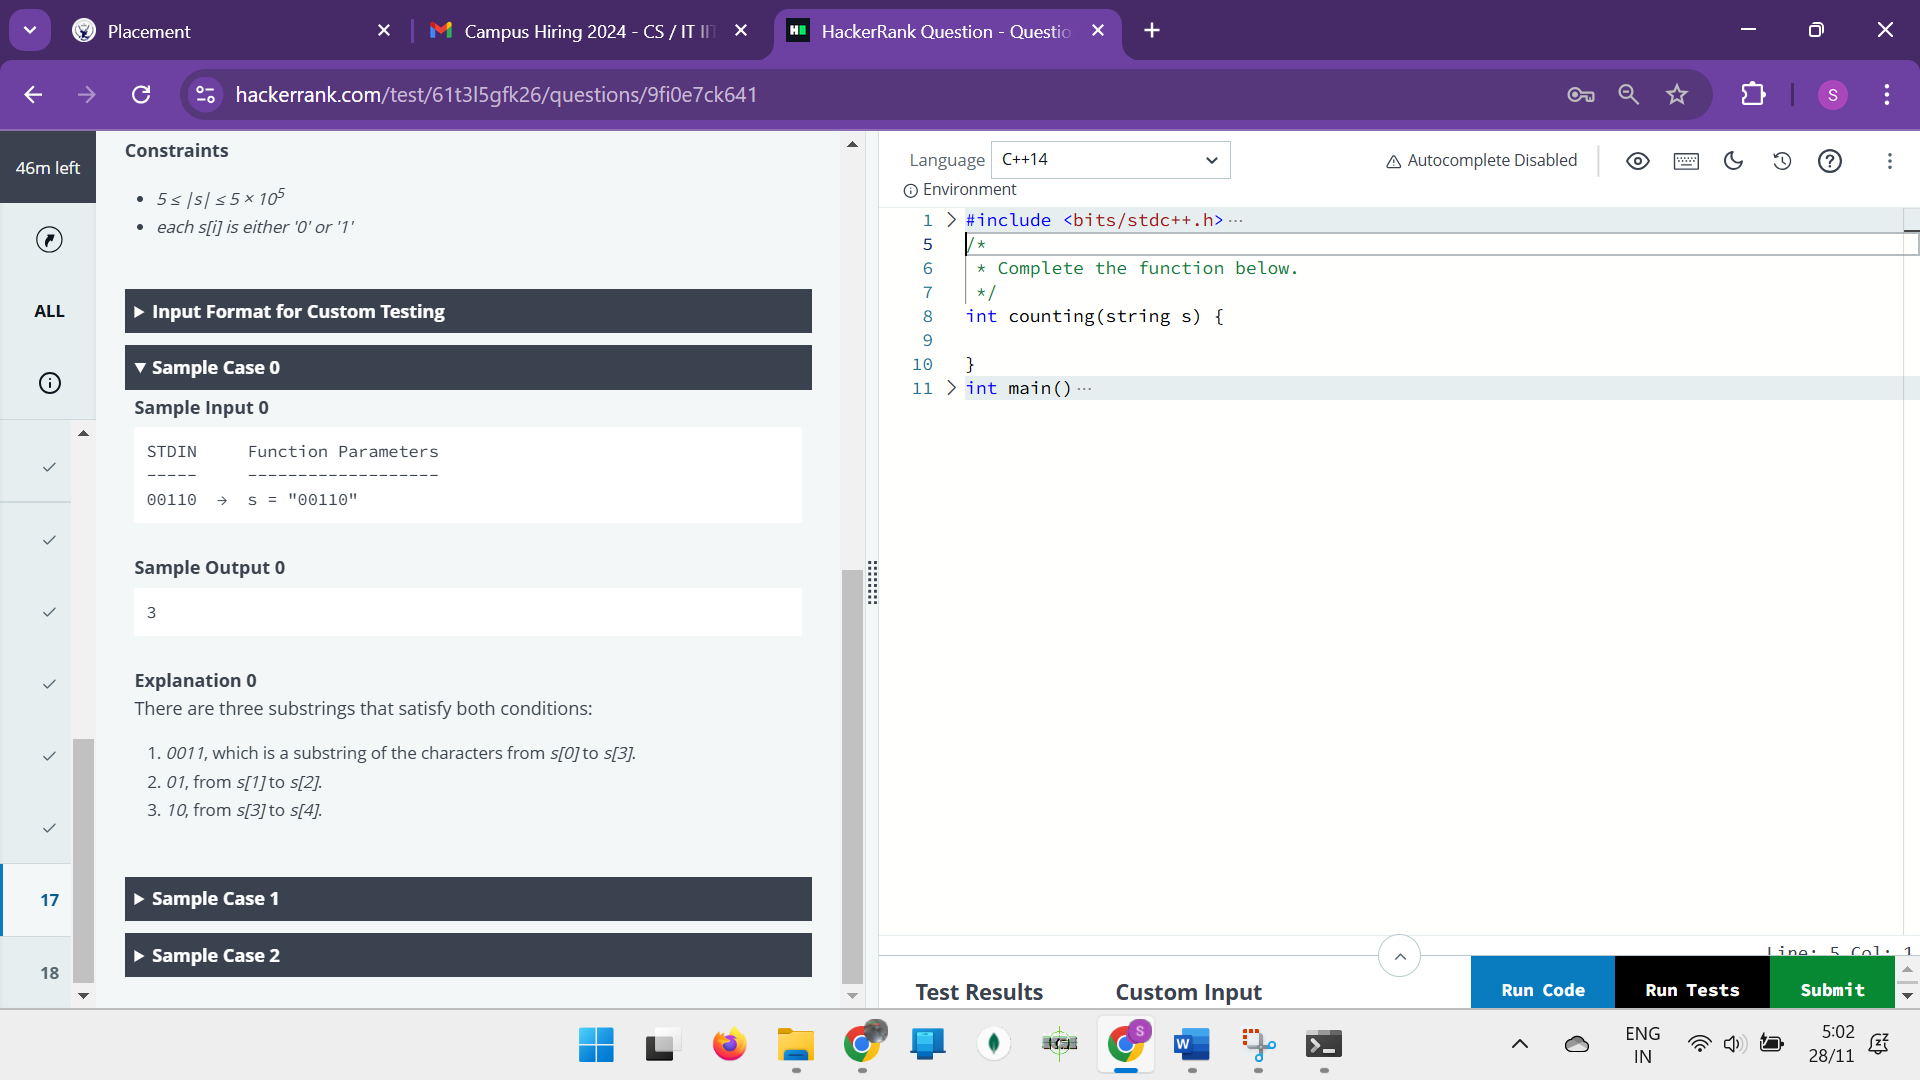 Placement
Campus Hiring 2024 - CS / IT II
HackerRank Question - Questio
hackerrank.com/test/61t3l5gfk26/questions/9fi0e7ck641
S
46m left
ALL
17
18
Constraints
5 ≤ |s| ≤ 5 × 10^5
each s[i] is either '0' or '1'
Input Format for Custom Testing
Sample Case 0
Sample Input 0
STDIN Function Parameters
----- -------------------
00110 → s = "00110"
Sample Output 0
3
Explanation 0
There are three substrings that satisfy both conditions:
1. 0011, which is a substring of the characters from s[0] to s[3].
2. 01, from s[1] to s[2].
3. 10, from s[3] to s[4].
Sample Case 1
Sample Case 2
Language C++14
Autocomplete Disabled
Environment
1 #include <bits/stdc++.h> ...
5 /*
6 * Complete the function below.
7 */
8 int counting(string s) {
9
10 }
11 int main() ...
Line: 5 Col: 1
Test Results
Custom Input
Run Code
Run Tests
Submit
S
W
ENG
IN
5:02
28/11